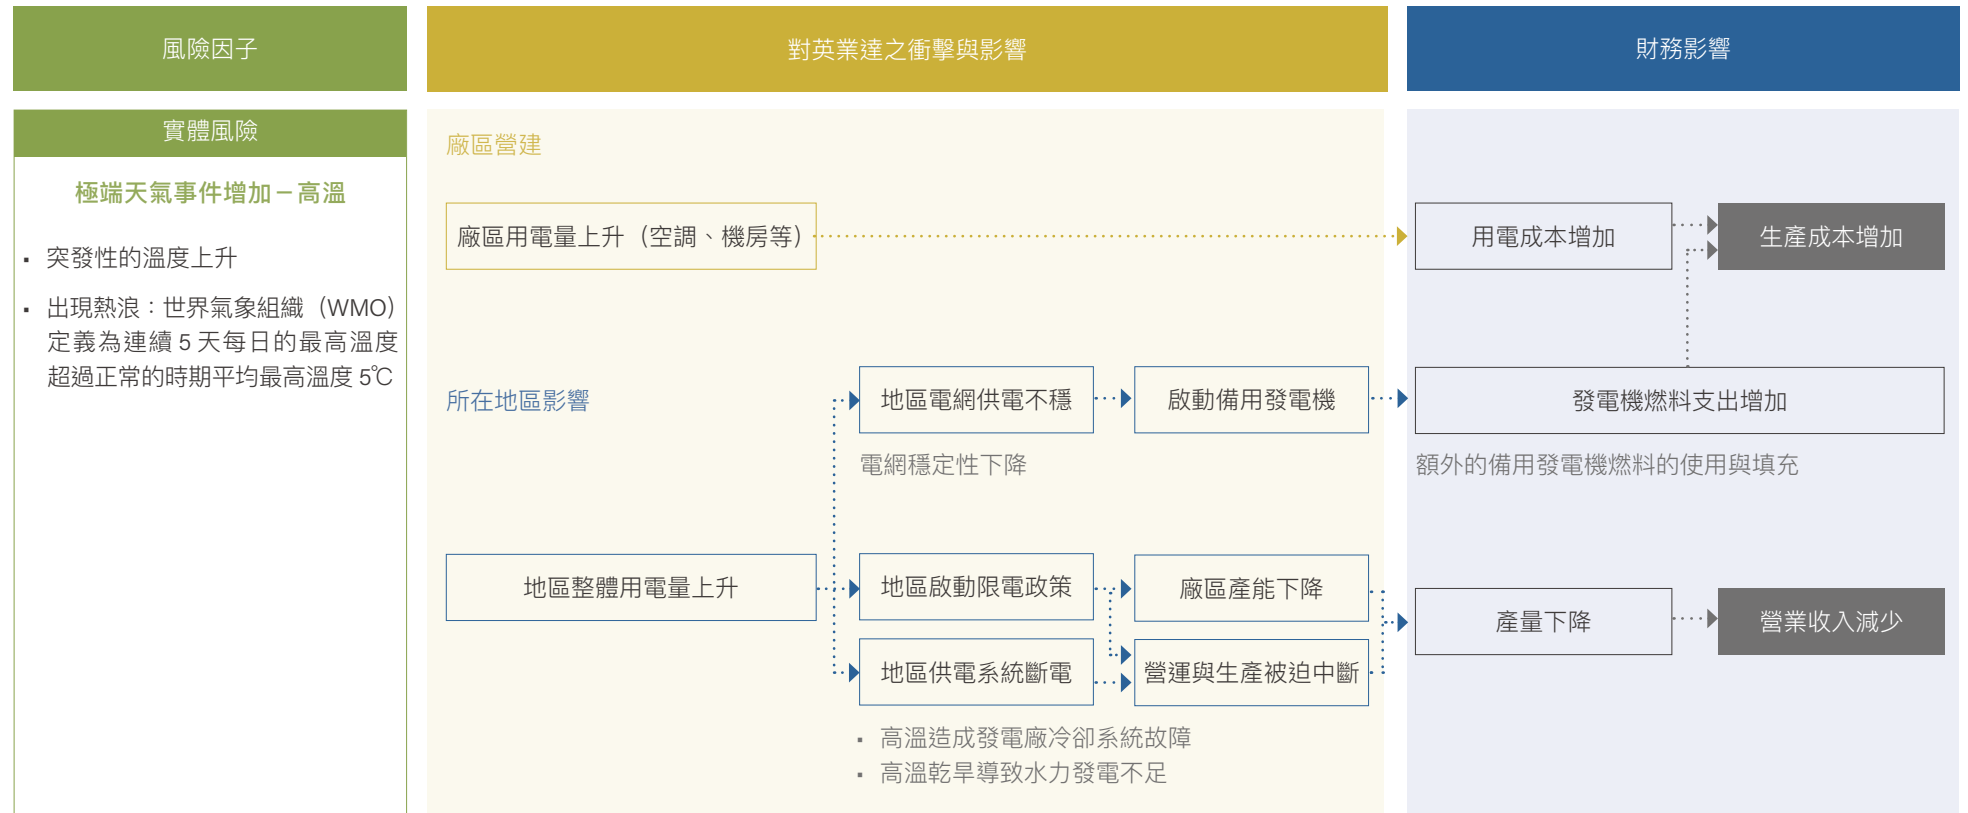 風險因子
對英業達之衝擊與影響
財務影響
實體風險
極端天氣事件增加－高溫
▪ 突發性的溫度上升
▪ 出現熱浪：世界氣象組織（WMO）
定義為連續 5 天每日的最高溫度
超過正常的時期平均最高溫度 5℃
廠區營建
廠區用電量上升（空調、機房等）
用電成本增加
生產成本增加
所在地區影響
地區電網供電不穩
啟動備用發電機
發電機燃料支出增加
電網穩定性下降
額外的備用發電機燃料的使用與填充
地區整體用電量上升
地區啟動限電政策
廠區產能下降
產量下降
營業收入減少
地區供電系統斷電
營運與生產被迫中斷
▪ 高溫造成發電廠冷卻系統故障
▪ 高溫乾旱導致水力發電不足